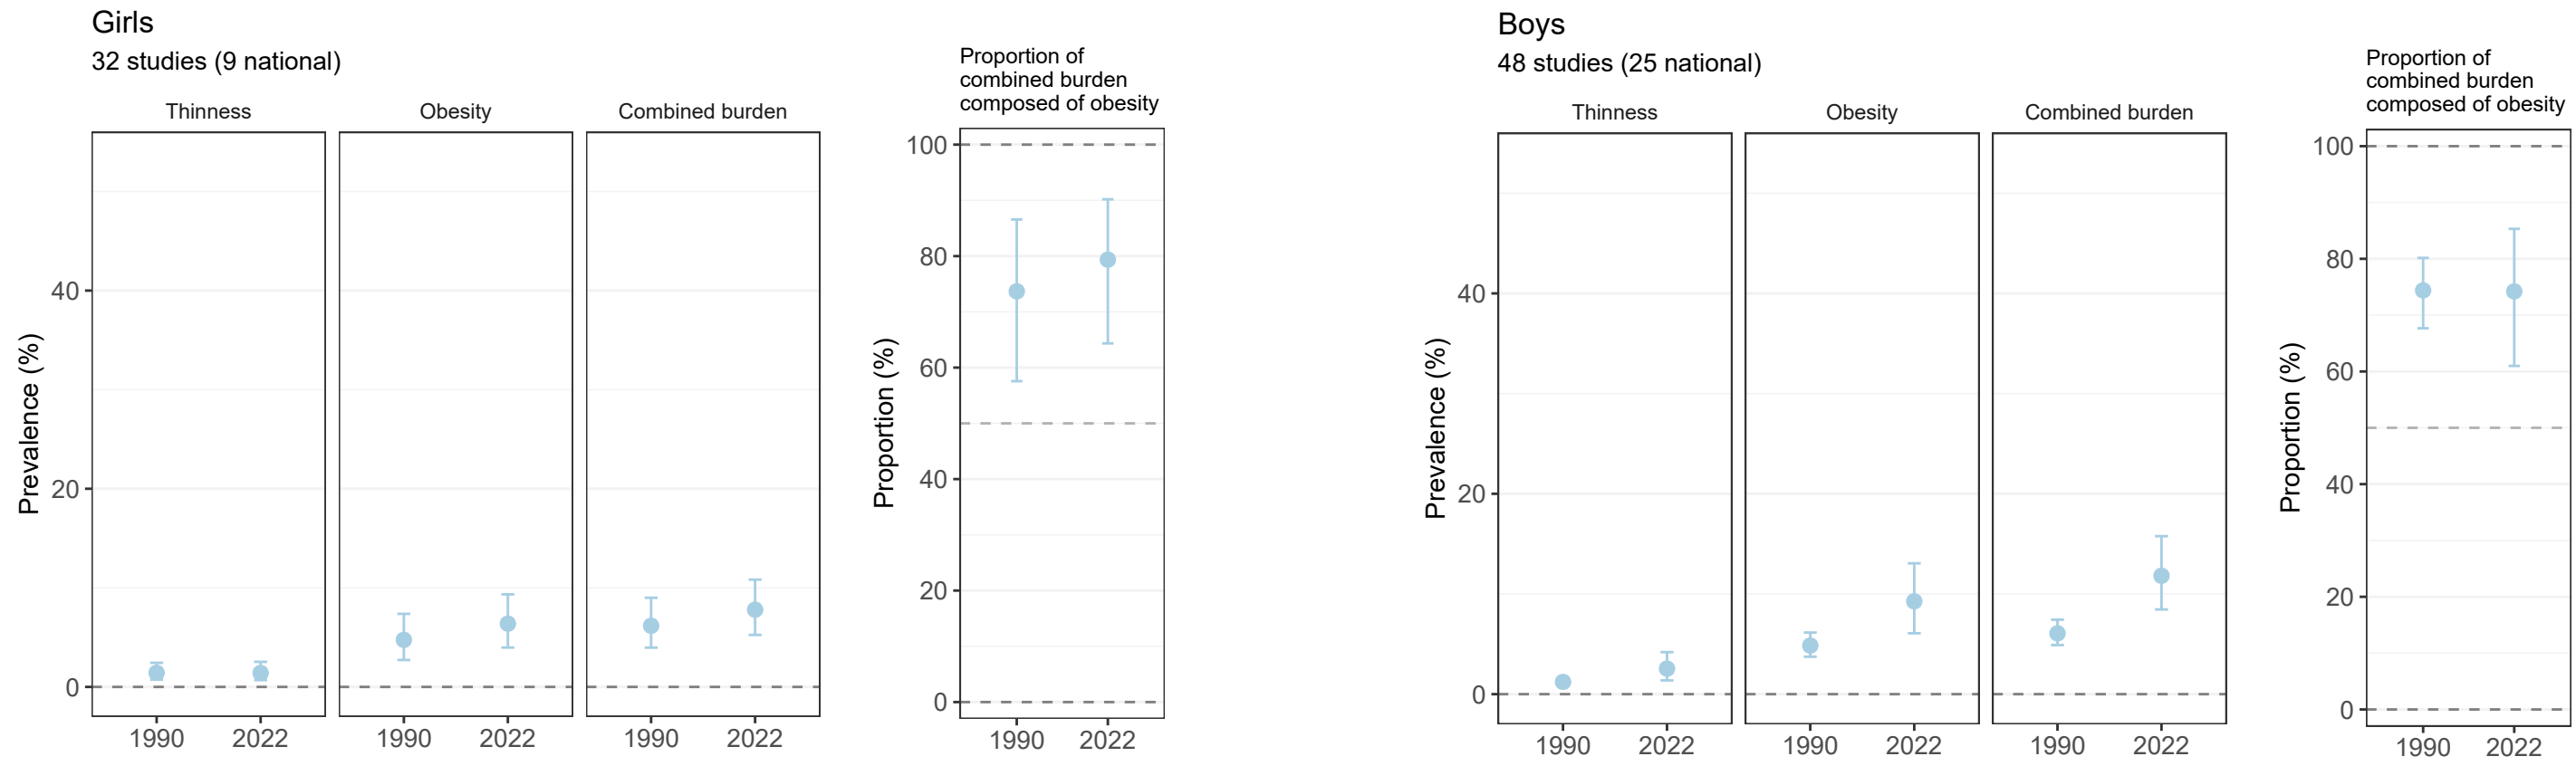 Girls
32 studies (9 national)
Thinness
Obesity
Combined burden
Prevalence (%)
40
20
0
1990 2022
1990 2022
1990 2022
Proportion of
combined burden
composed of obesity
Proportion (%)
100
80
60
40
20
0
1990 2022
Boys
48 studies (25 national)
Thinness
Obesity
Combined burden
Prevalence (%)
40
20
0
1990 2022
1990 2022
1990 2022
Proportion of
combined burden
composed of obesity
Proportion (%)
100
80
60
40
20
0
1990 2022